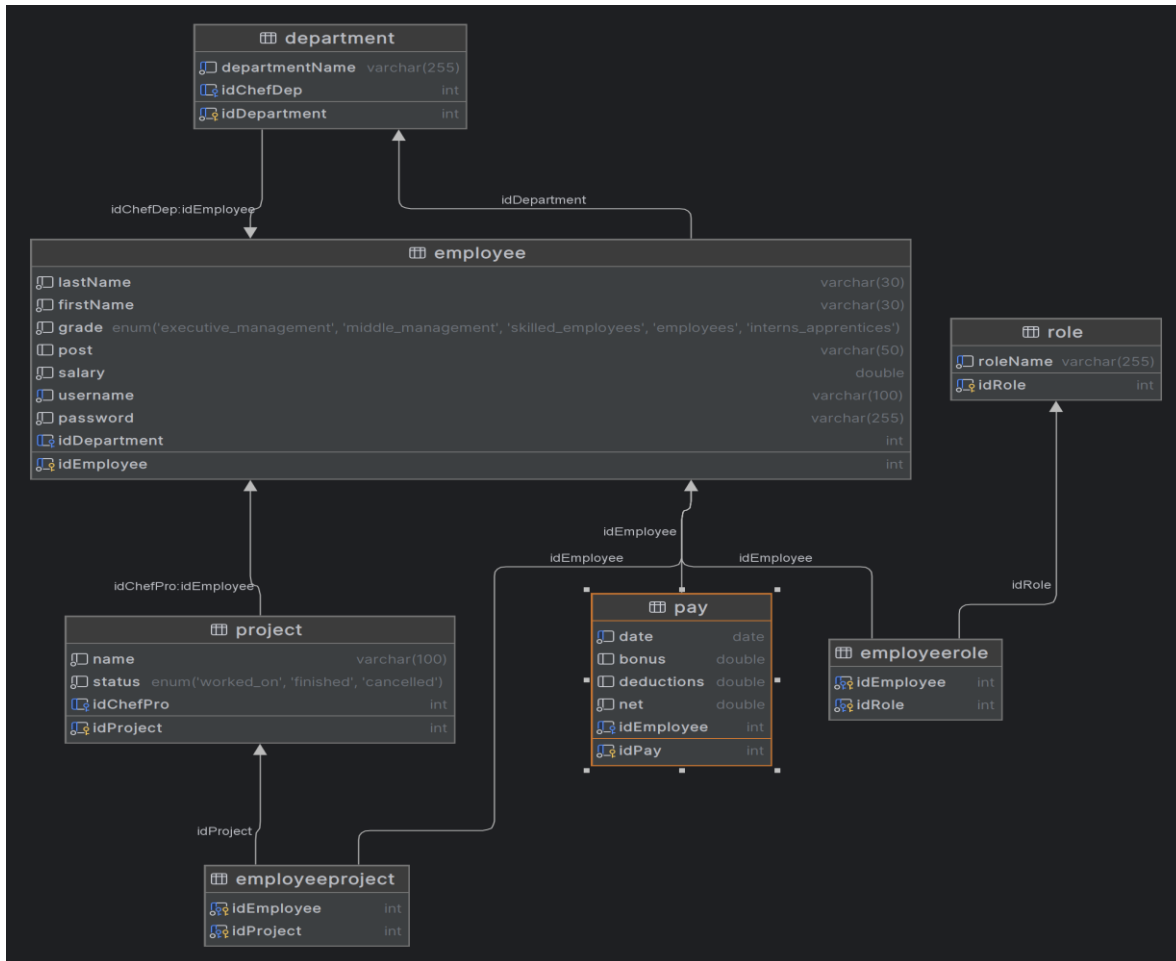 department
departmentName varchar(255)
idChefDep int
idDepartment int
idChefDep:idEmployee
idDepartment
employee
lastName varchar(30)
firstName varchar(30)
grade enum('executive_management', 'middle_management', 'skilled_employees', 'employees', 'interns_apprentices')
post varchar(50)
salary double
username varchar(100)
password varchar(255)
idDepartment int
idEmployee int
role
roleName varchar(255)
idRole int
idEmployee
idEmployee
idEmployee
idChefPro:idEmployee
idRole
project
name varchar(100)
status enum('worked_on', 'finished', 'cancelled')
idChefPro int
idProject int
pay
date date
bonus double
deductions double
net double
idEmployee int
idPay int
employeerole
idEmployee int
idRole int
idProject
employeeproject
idEmployee int
idProject int